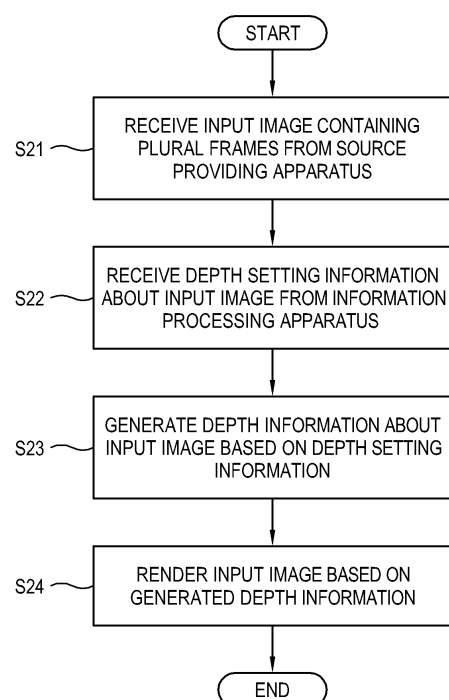 START
S21
RECEIVE INPUT IMAGE CONTAINING
PLURAL FRAMES FROM SOURCE
PROVIDING APPARATUS
S22
RECEIVE DEPTH SETTING INFORMATION
ABOUT INPUT IMAGE FROM INFORMATION
PROCESSING APPARATUS
S23
GENERATE DEPTH INFORMATION ABOUT
INPUT IMAGE BASED ON DEPTH SETTING
INFORMATION
S24
RENDER INPUT IMAGE BASED ON
GENERATED DEPTH INFORMATION
END